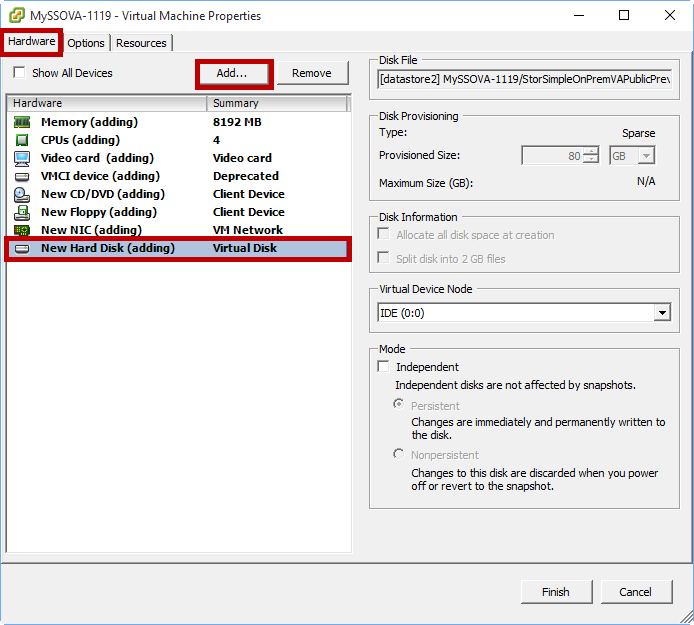 MySSOVA-1119 - Virtual Machine Properties
Hardware Options Resources
Show All Devices
Add... Remove
Hardware Summary
Memory (adding) 8192 MB
CPUs (adding) 4
Video card (adding) Video card
VMCI device (adding) Deprecated
New CD/DVD (adding) Client Device
New Floppy (adding) Client Device
New NIC (adding) VM Network
New Hard Disk (adding) Virtual Disk
Disk File
[datastore2] MySSOVA-1119/StorSimpleOnPremVAPublicPrev
Disk Provisioning
Type: Sparse
Provisioned Size: 80 GB
Maximum Size (GB): N/A
Disk Information
Allocate all disk space at creation
Split disk into 2 GB files
Virtual Device Node
IDE (0:0)
Mode
Independent
Independent disks are not affected by snapshots.
Persistent
Changes are immediately and permanently written to
the disk.
Nonpersistent
Changes to this disk are discarded when you power
off or revert to the snapshot.
Finish Cancel